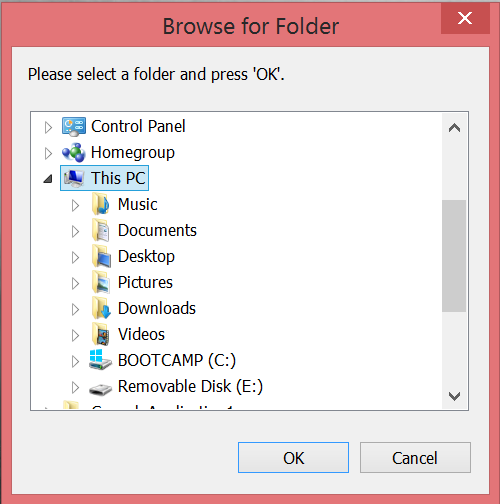 Browse for Folder
Please select a folder and press 'OK'.
Control Panel
Homegroup
This PC
Music
Documents
Desktop
Pictures
Downloads
Videos
BOOTCAMP (C:)
Removable Disk (E:)
OK
Cancel